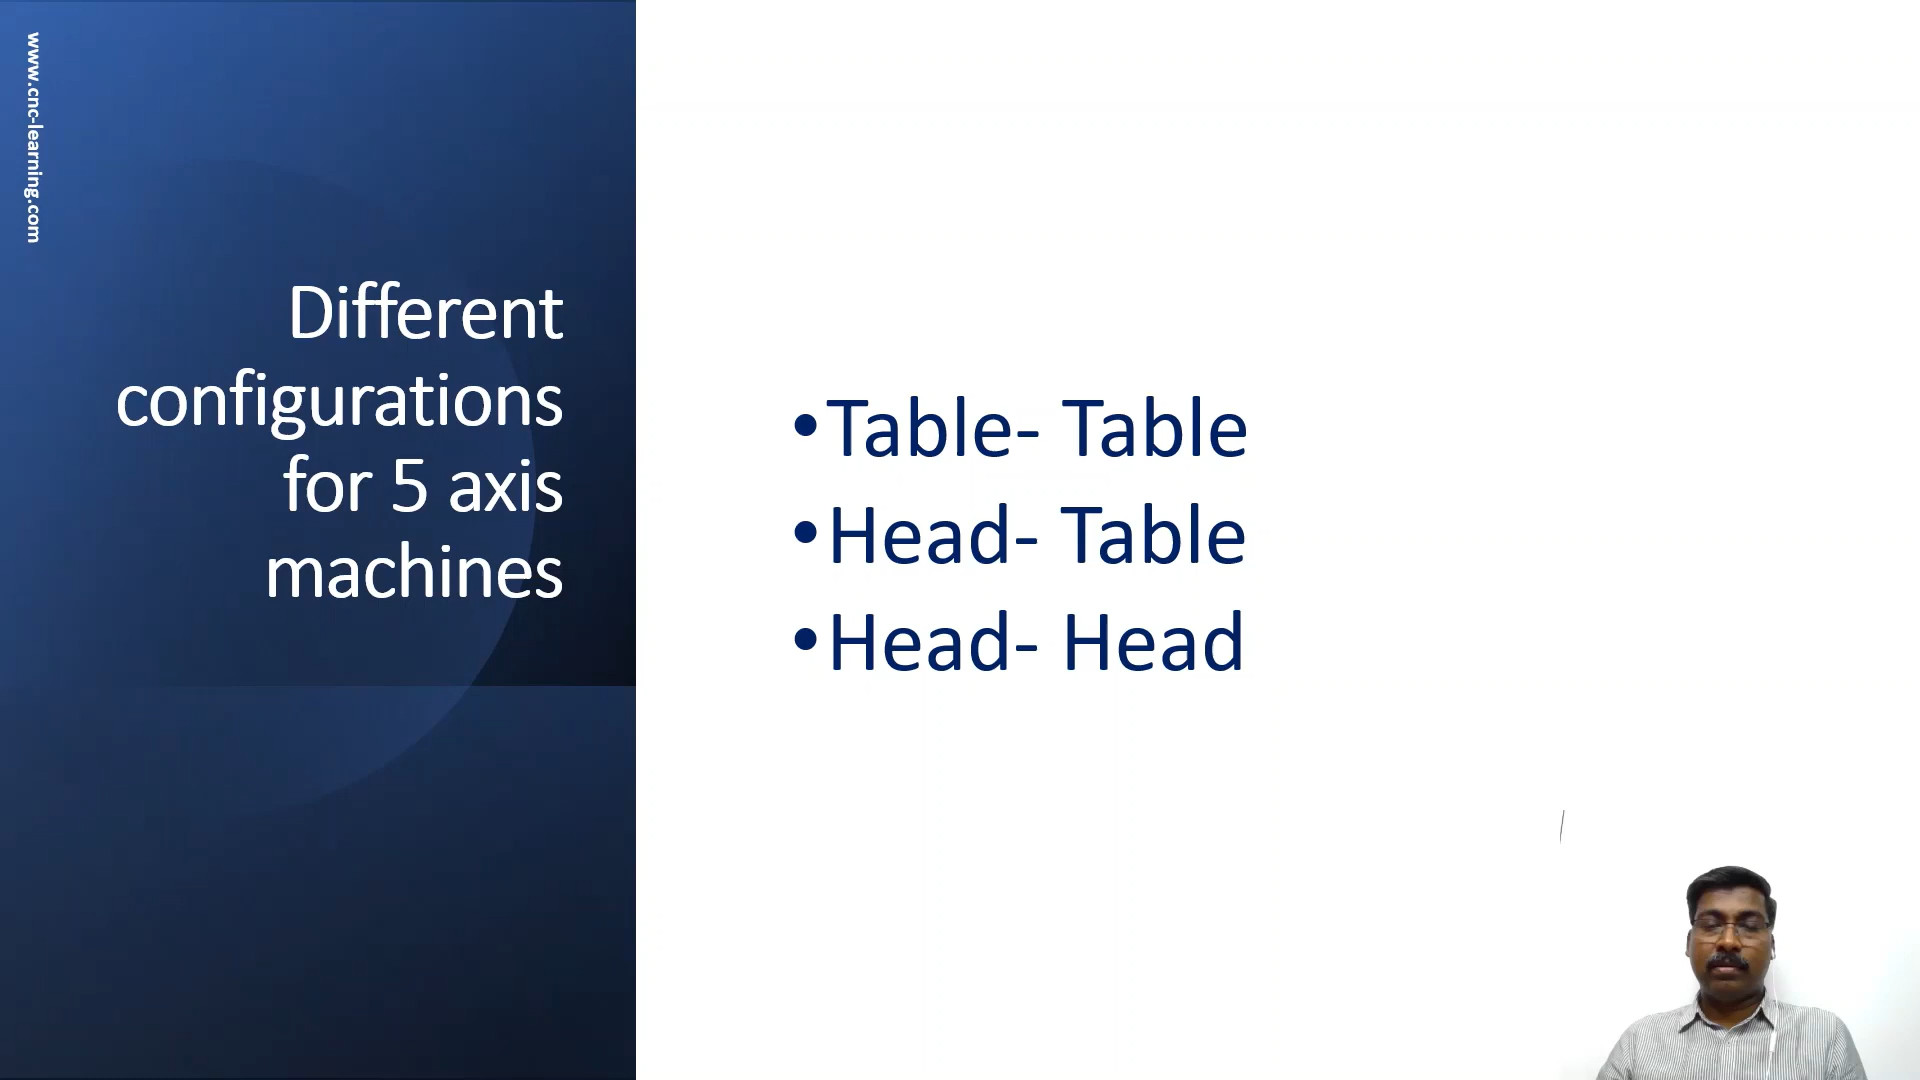 www.cnc-learning.com
Different
configurations
for 5 axis
machines
•Table- Table
•Head- Table
•Head- Head